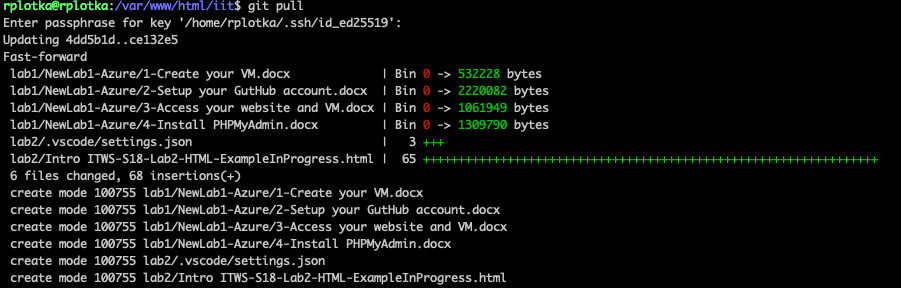 rplotka@rplotka:/var/www/html/iit$ git pull
Enter passphrase for key '/home/rplotka/.ssh/id_ed25519':
Updating 4dd5b1d..ce132e5
Fast-forward
 lab1/NewLab1-Azure/1-Create your VM.docx            | Bin 0 -> 532228 bytes
 lab1/NewLab1-Azure/2-Setup your GutHub account.docx | Bin 0 -> 2220082 bytes
 lab1/NewLab1-Azure/3-Access your website and VM.docx | Bin 0 -> 1061949 bytes
 lab1/NewLab1-Azure/4-Install PHPMyAdmin.docx        | Bin 0 -> 1309790 bytes
 lab2/.vscode/settings.json                          |   3 +++
 lab2/Intro ITWS-S18-Lab2-HTML-ExampleInProgress.html |  65 +++++++++++++++++++++++++++++++++++++++++++++++++++++++++++++++++
 6 files changed, 68 insertions(+)
 create mode 100755 lab1/NewLab1-Azure/1-Create your VM.docx
 create mode 100755 lab1/NewLab1-Azure/2-Setup your GutHub account.docx
 create mode 100755 lab1/NewLab1-Azure/3-Access your website and VM.docx
 create mode 100755 lab1/NewLab1-Azure/4-Install PHPMyAdmin.docx
 create mode 100755 lab2/.vscode/settings.json
 create mode 100755 lab2/Intro ITWS-S18-Lab2-HTML-ExampleInProgress.html